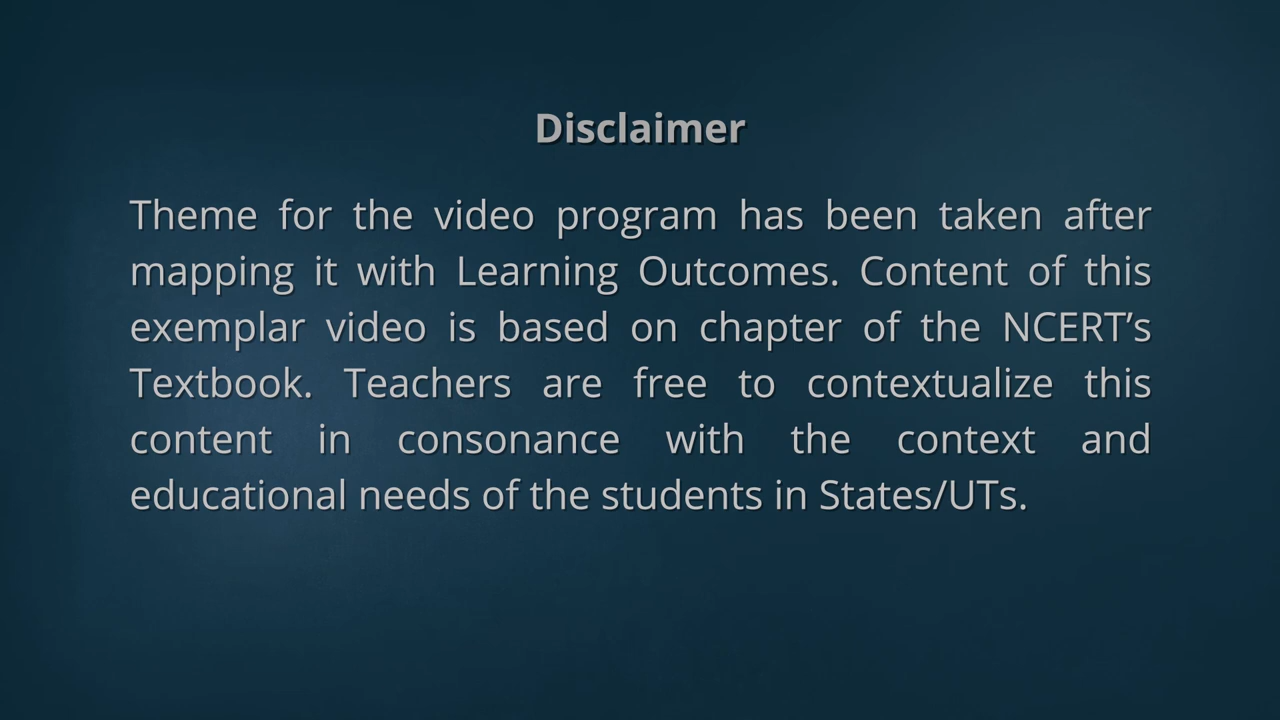 Disclaimer
Theme for the video program has been taken after
mapping it with Learning Outcomes. Content of this
exemplar video is based on chapter of the NCERT’s
Textbook. Teachers are free to contextualize this
content in consonance with the context and
educational needs of the students in States/UTs.